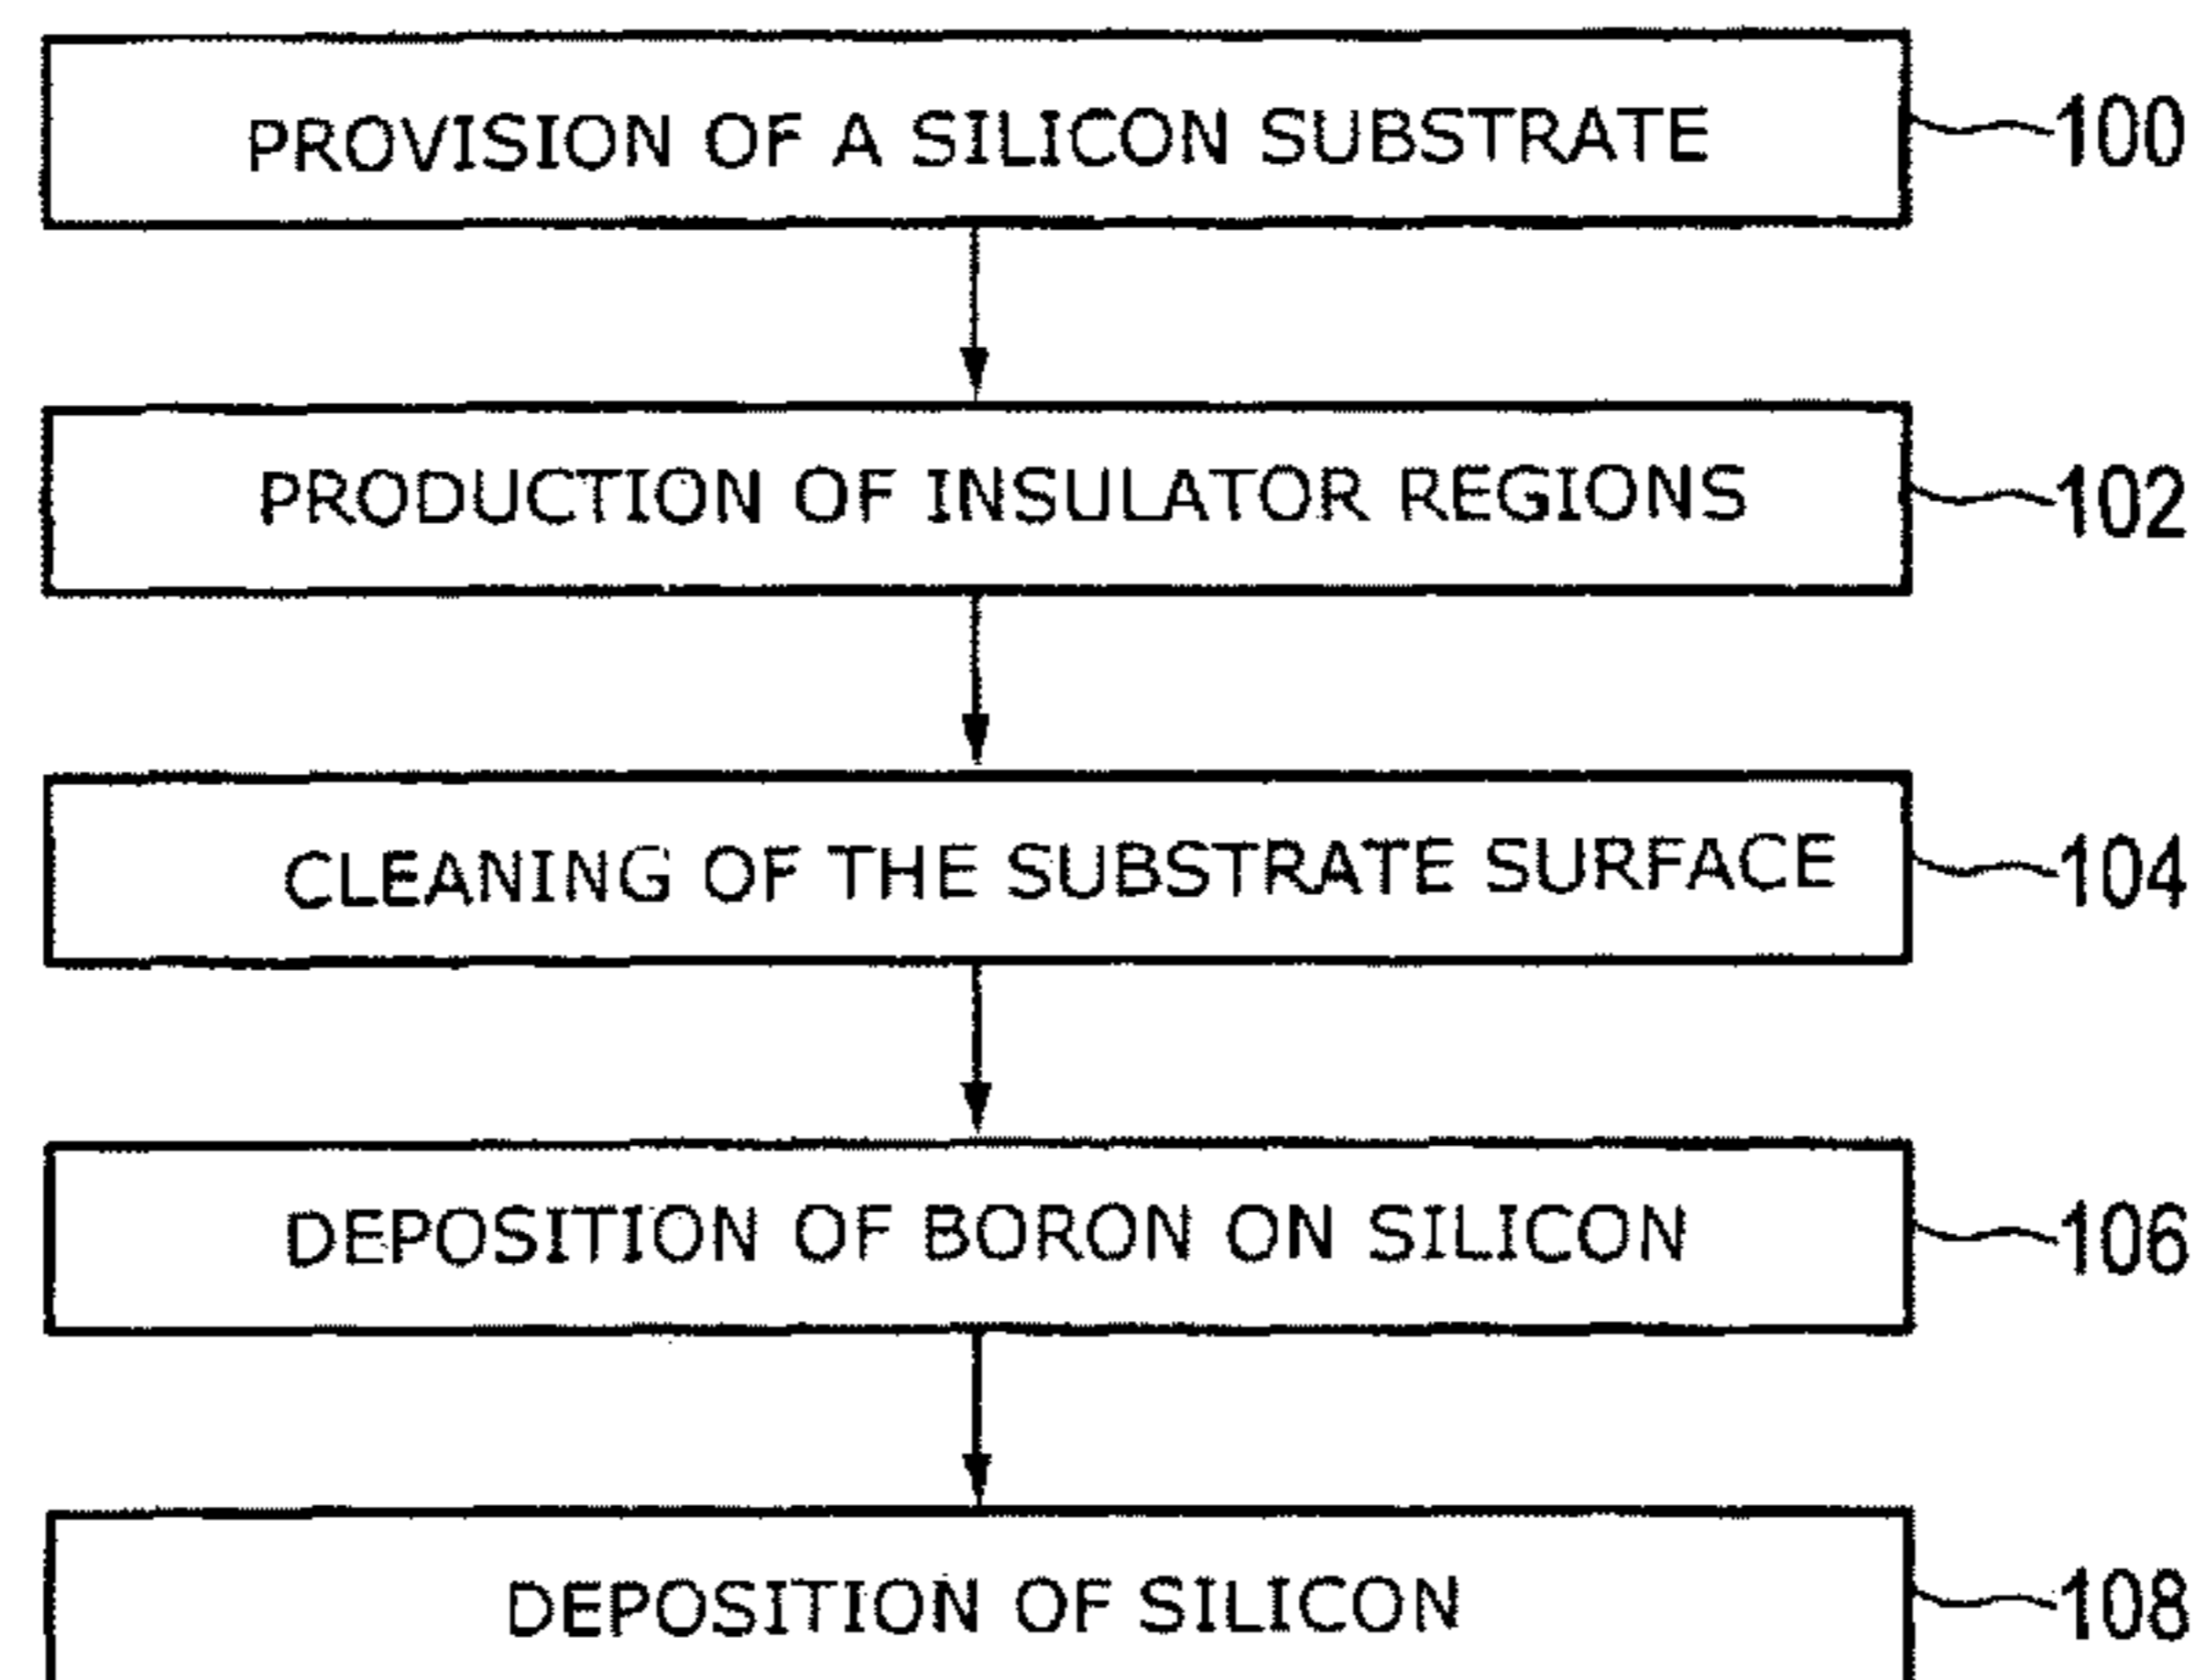 PROVISION OF A SILICON SUBSTRATE 100
PRODUCTION OF INSULATOR REGIONS 102
CLEANING OF THE SUBSTRATE SURFACE 104
DEPOSITION OF BORON ON SILICON 106
DEPOSITION OF SILICON 108